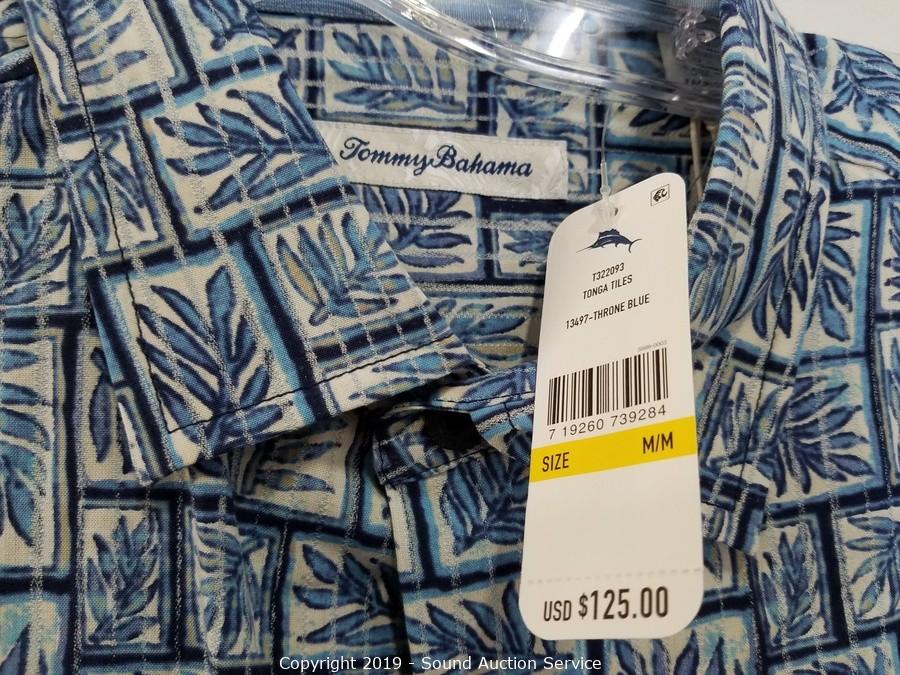 Tommy Bahama
T322093
TONGA TILES
13497-THRONE BLUE
7 19260 739284
SIZE M/M
USD $125.00
Copyright 2019 - Sound Auction Service